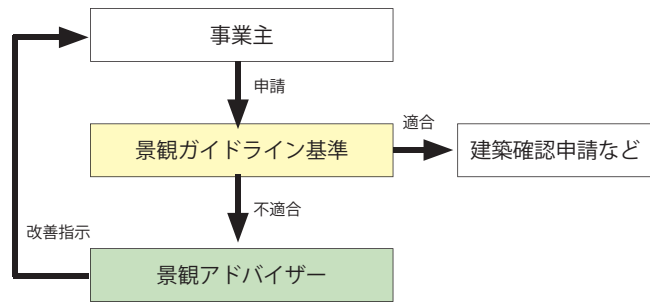 事業主
申請
景観ガイドライン基準
適合
建築確認申請など
不適合
改善指示
景観アドバイザー